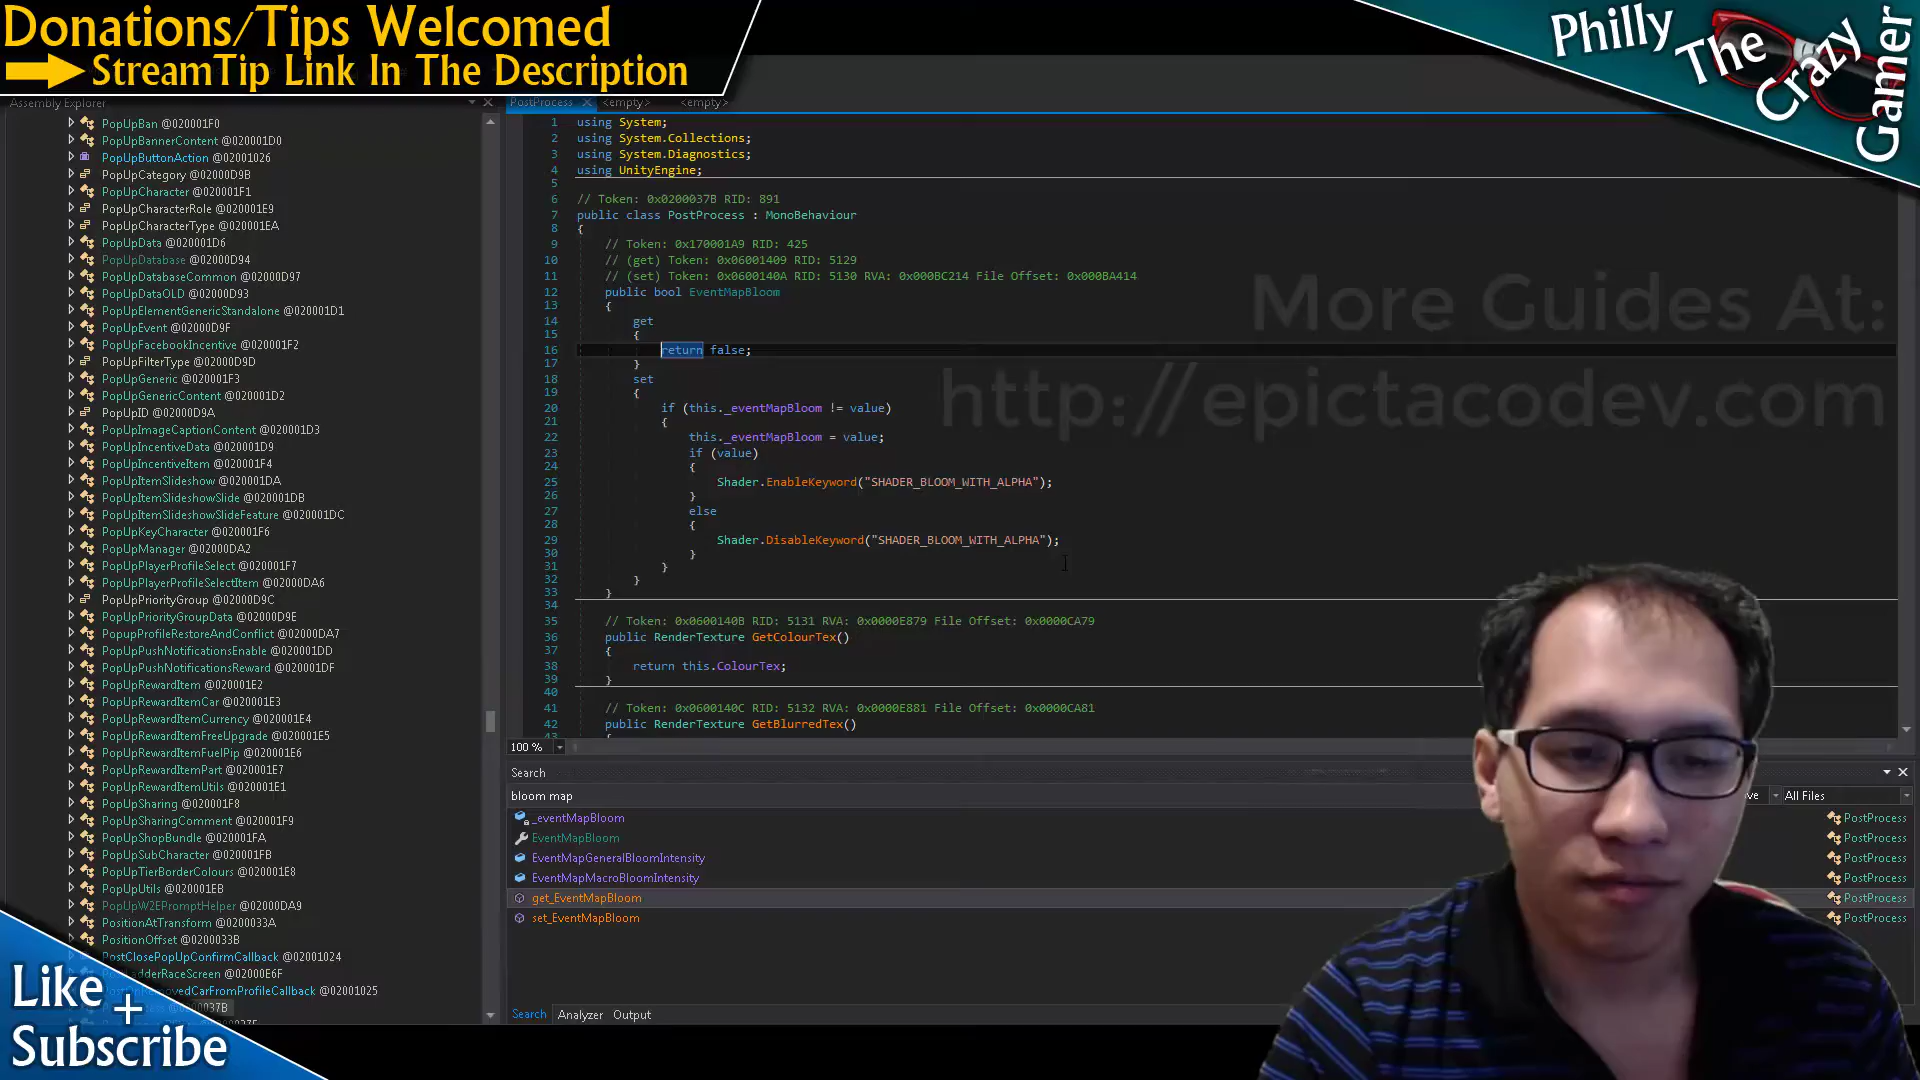 Donations/Tips Welcomed
StreamTip Link In The Description
Philly
The
Crazy
Gamer
Assembly Explorer
PopUpBan @020001F0
PopUpBannerContent @020001D0
PopUpButtonAction @02001026
PopUpCategory @02000D9B
PopUpCharacter @020001F1
PopUpCharacterRole @020001E9
PopUpCharacterType @020001EA
PopUpData @020001D6
PopUpDatabase @02000D94
PopUpDatabaseCommon @02000D97
PopUpDataOLD @02000D93
PopUpElementGenericStandalone @020001D1
PopUpEvent @02000D9F
PopUpFacebookIncentive @020001F2
PopUpFilterType @02000D9D
PopUpGeneric @020001F3
PopUpGenericContent @020001D2
PopUpID @02000D9A
PopUpImageCaptionContent @020001D3
PopUpIncentiveData @020001D9
PopUpIncentiveItem @020001F4
PopUpItemSlideshow @020001DA
PopUpItemSlideshowSlide @020001DB
PopUpItemSlideshowSlideFeature @020001DC
PopUpKeyCharacter @020001F6
PopUpManager @02000DA2
PopUpPlayerProfileSelect @020001F7
PopUpPlayerProfileSelectItem @02000DA6
PopUpPriorityGroup @02000D9C
PopUpPriorityGroupData @02000D9E
PopupProfileRestoreAndConflict @02000DA7
PopUpPushNotificationsEnable @020001DD
PopUpPushNotificationsReward @020001DF
PopUpRewardItem @020001E2
PopUpRewardItemCar @020001E3
PopUpRewardItemCurrency @020001E4
PopUpRewardItemFreeUpgrade @020001E5
PopUpRewardItemFuelPip @020001E6
PopUpRewardItemPart @020001E7
PopUpRewardItemUtils @020001E1
PopUpSharing @020001F8
PopUpSharingComment @020001F9
PopUpShopBundle @020001FA
PopUpSubCharacter @020001FB
PopUpTierBorderColours @020001E8
PopUpUtils @020001EB
PopUpW2EPromptHelper @02000DA9
PositionAtTransform @0200033A
PositionOffset @0200033B
PostClosePopUpConfirmCallback @02001024
adderRaceScreen @02000E6F
ovedCarFromProfileCallback @02001025
PostProcess <empty> <empty>
1 using System;
2 using System.Collections;
3 using System.Diagnostics;
4 using UnityEngine;
5
6 // Token: 0x0200037B RID: 891
7 public class PostProcess : MonoBehaviour
8 {
9 // Token: 0x170001A9 RID: 425
10 // (get) Token: 0x06001409 RID: 5129
11 // (set) Token: 0x0600140A RID: 5130 RVA: 0x000BC214 File Offset: 0x000BA414
12 public bool EventMapBloom
13 {
14 get
15 {
16 return false;
17 }
18 set
19 {
20 if (this._eventMapBloom != value)
21 {
22 this._eventMapBloom = value;
23 if (value)
24 {
25 Shader.EnableKeyword("SHADER_BLOOM_WITH_ALPHA");
26 }
27 else
28 {
29 Shader.DisableKeyword("SHADER_BLOOM_WITH_ALPHA");
30 }
31 }
32 }
33 }
34
35 // Token: 0x0600140B RID: 5131 RVA: 0x0000E879 File Offset: 0x0000CA79
36 public RenderTexture GetColourTex()
37 {
38 return this.ColourTex;
39 }
40
41 // Token: 0x0600140C RID: 5132 RVA: 0x0000E881 File Offset: 0x0000CA81
42 public RenderTexture GetBlurredTex()
43 {
More Guides At:
http://epictacodev.com
100 %
Search
bloom map
All Files
_eventMapBloom PostProcess
EventMapBloom PostProcess
EventMapGeneralBloomIntensity PostProcess
EventMapMacroBloomIntensity PostProcess
get_EventMapBloom PostProcess
set_EventMapBloom PostProcess
Search Analyzer Output
Like
+
Subscribe